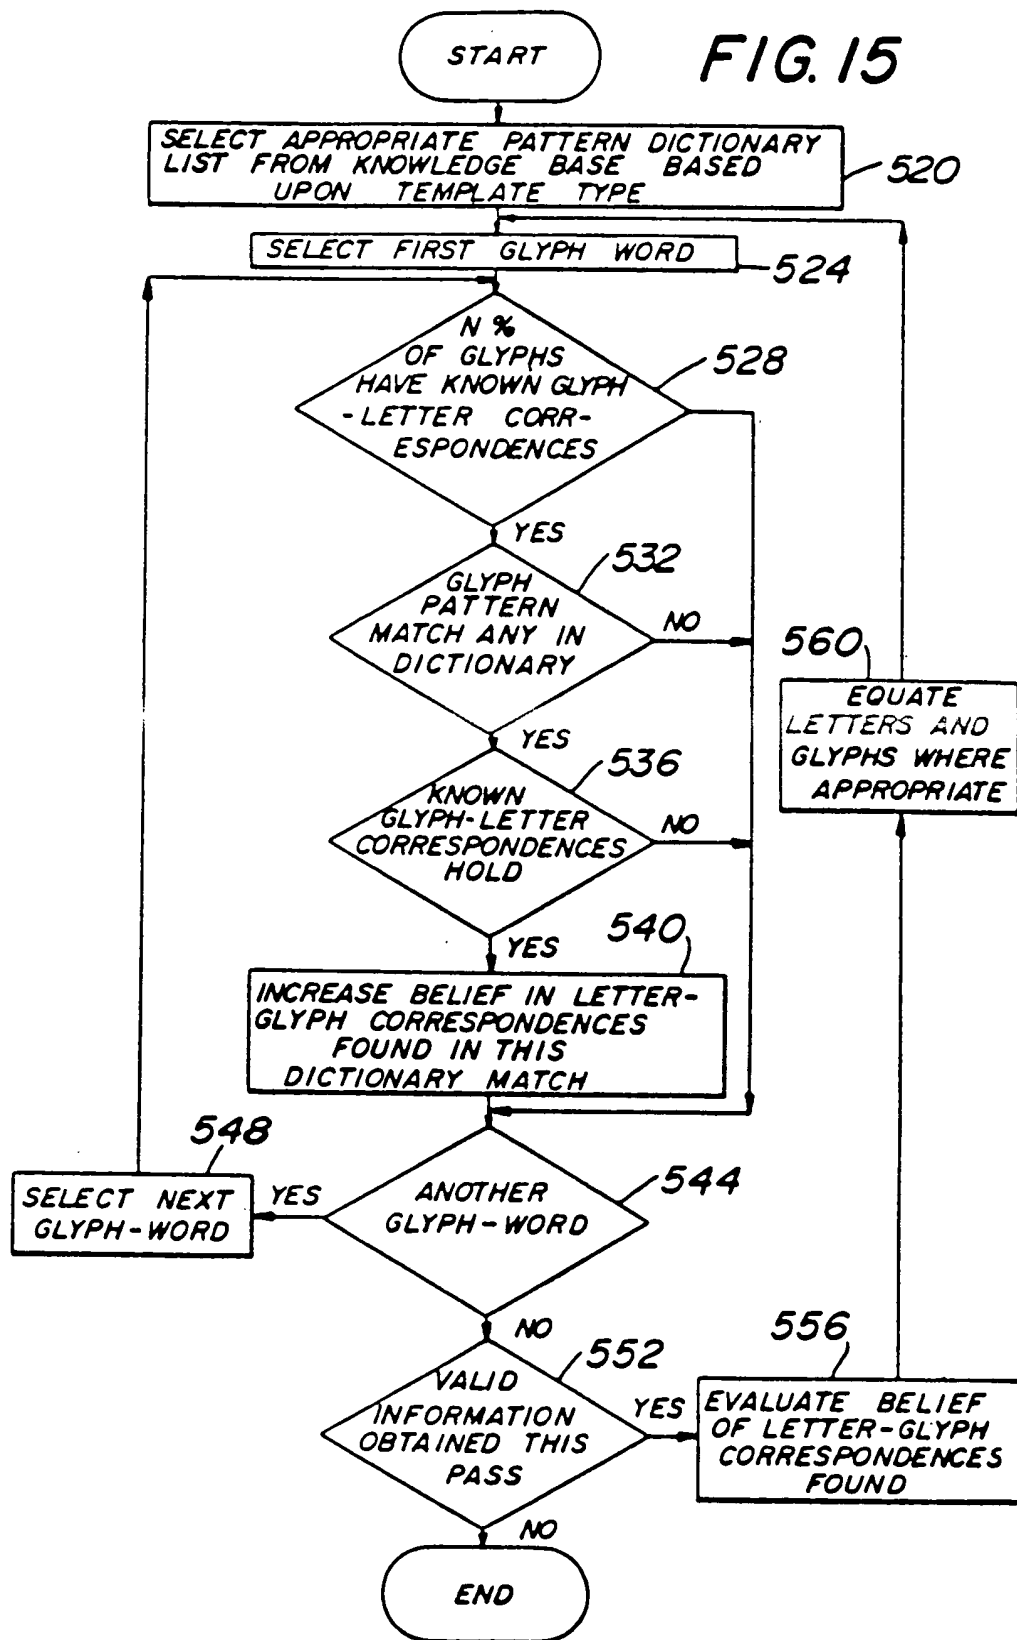 START
FIG. 15
SELECT APPROPRIATE PATTERN DICTIONARY
LIST FROM KNOWLEDGE BASE BASED
UPON TEMPLATE TYPE
520
SELECT FIRST GLYPH WORD
524
N %
OF GLYPHS
HAVE KNOWN GLYPH
-LETTER CORR-
ESPONDENCES
528
YES
GLYPH
PATTERN
MATCH ANY IN
DICTIONARY
532
NO
YES
KNOWN
GLYPH-LETTER
CORRESPONDENCES
HOLD
536
NO
YES
560
EQUATE
LETTERS AND
GLYPHS WHERE
APPROPRIATE
540
INCREASE BELIEF IN LETTER-
GLYPH CORRESPONDENCES
FOUND IN THIS
DICTIONARY MATCH
548
SELECT NEXT
GLYPH-WORD
YES
ANOTHER
GLYPH-WORD
544
NO
VALID
INFORMATION
OBTAINED THIS
PASS
552
YES
556
EVALUATE BELIEF
OF LETTER-GLYPH
CORRESPONDENCES
FOUND
NO
END